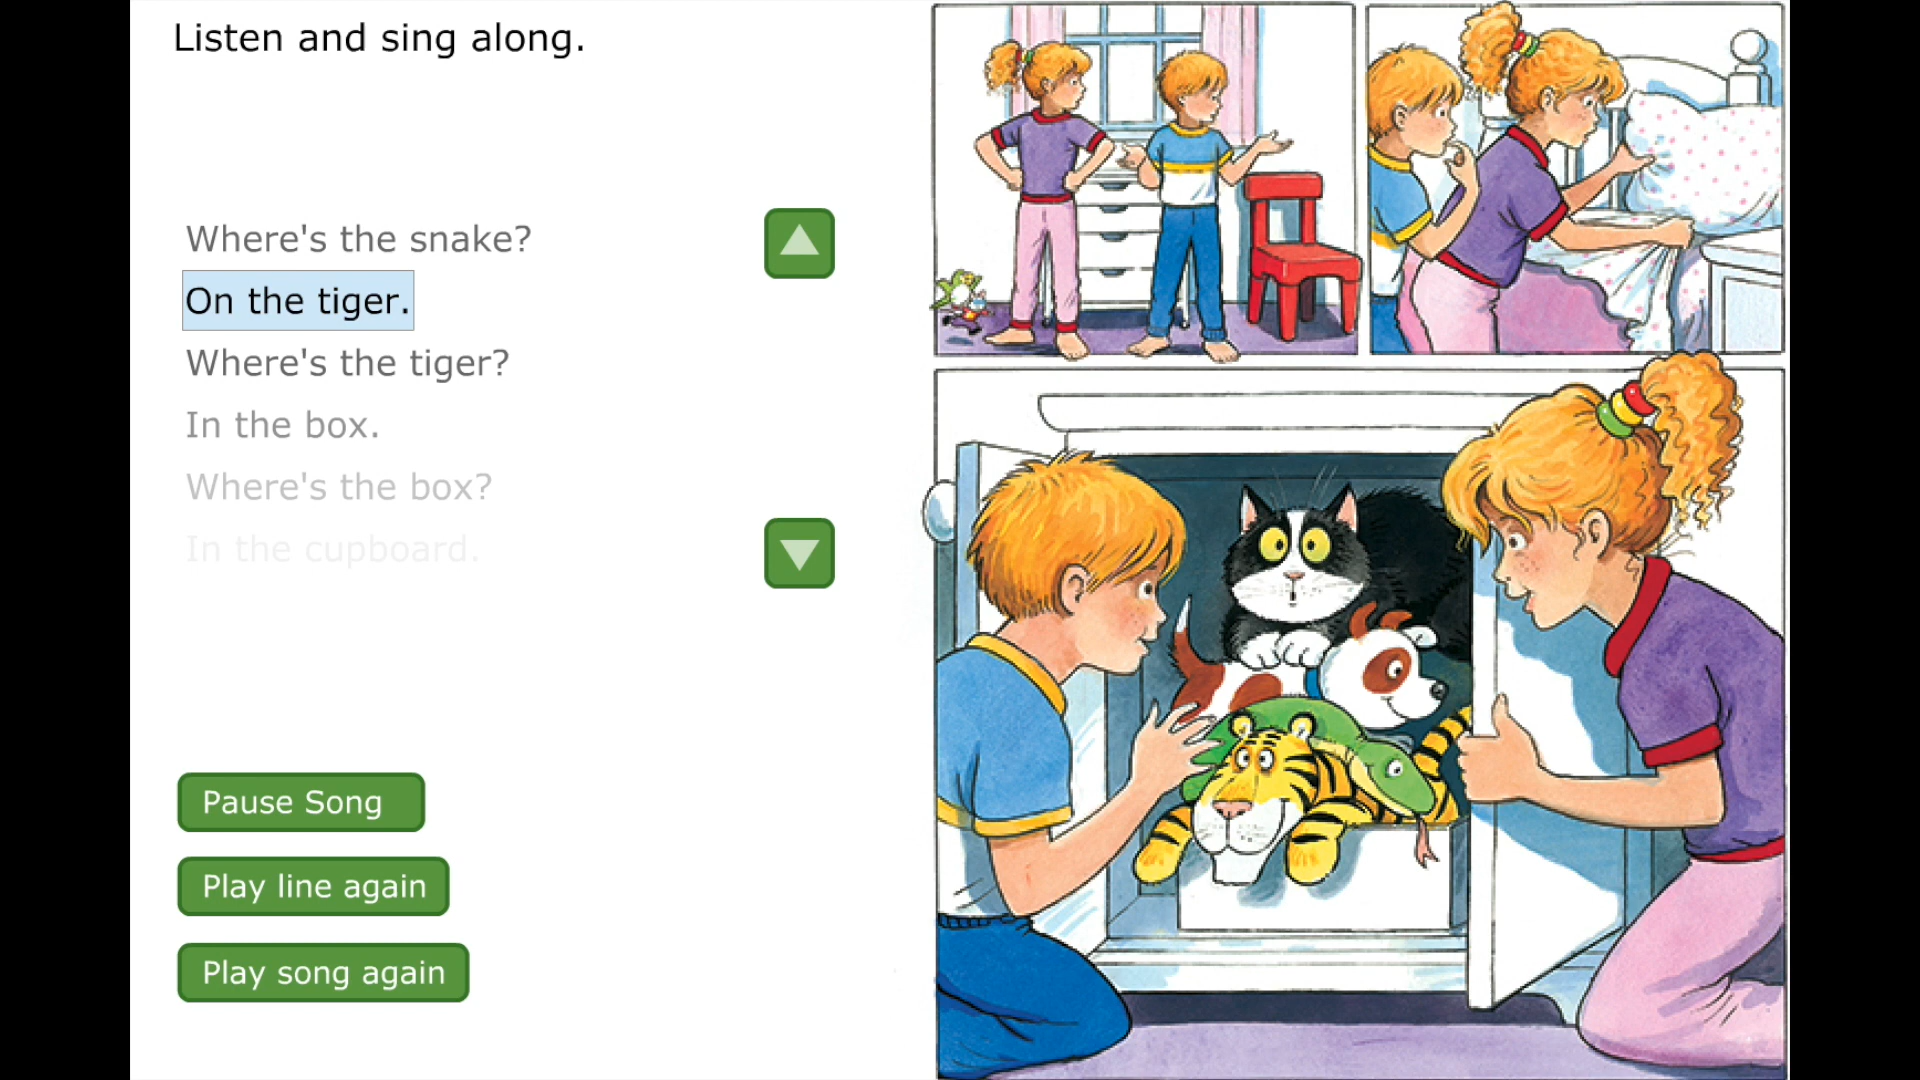 Listen and sing along.
Where's the snake?
On the tiger.
Where's the tiger?
In the box.
Where's the box?
In the cupboard.
Pause Song
Play line again
Play song again